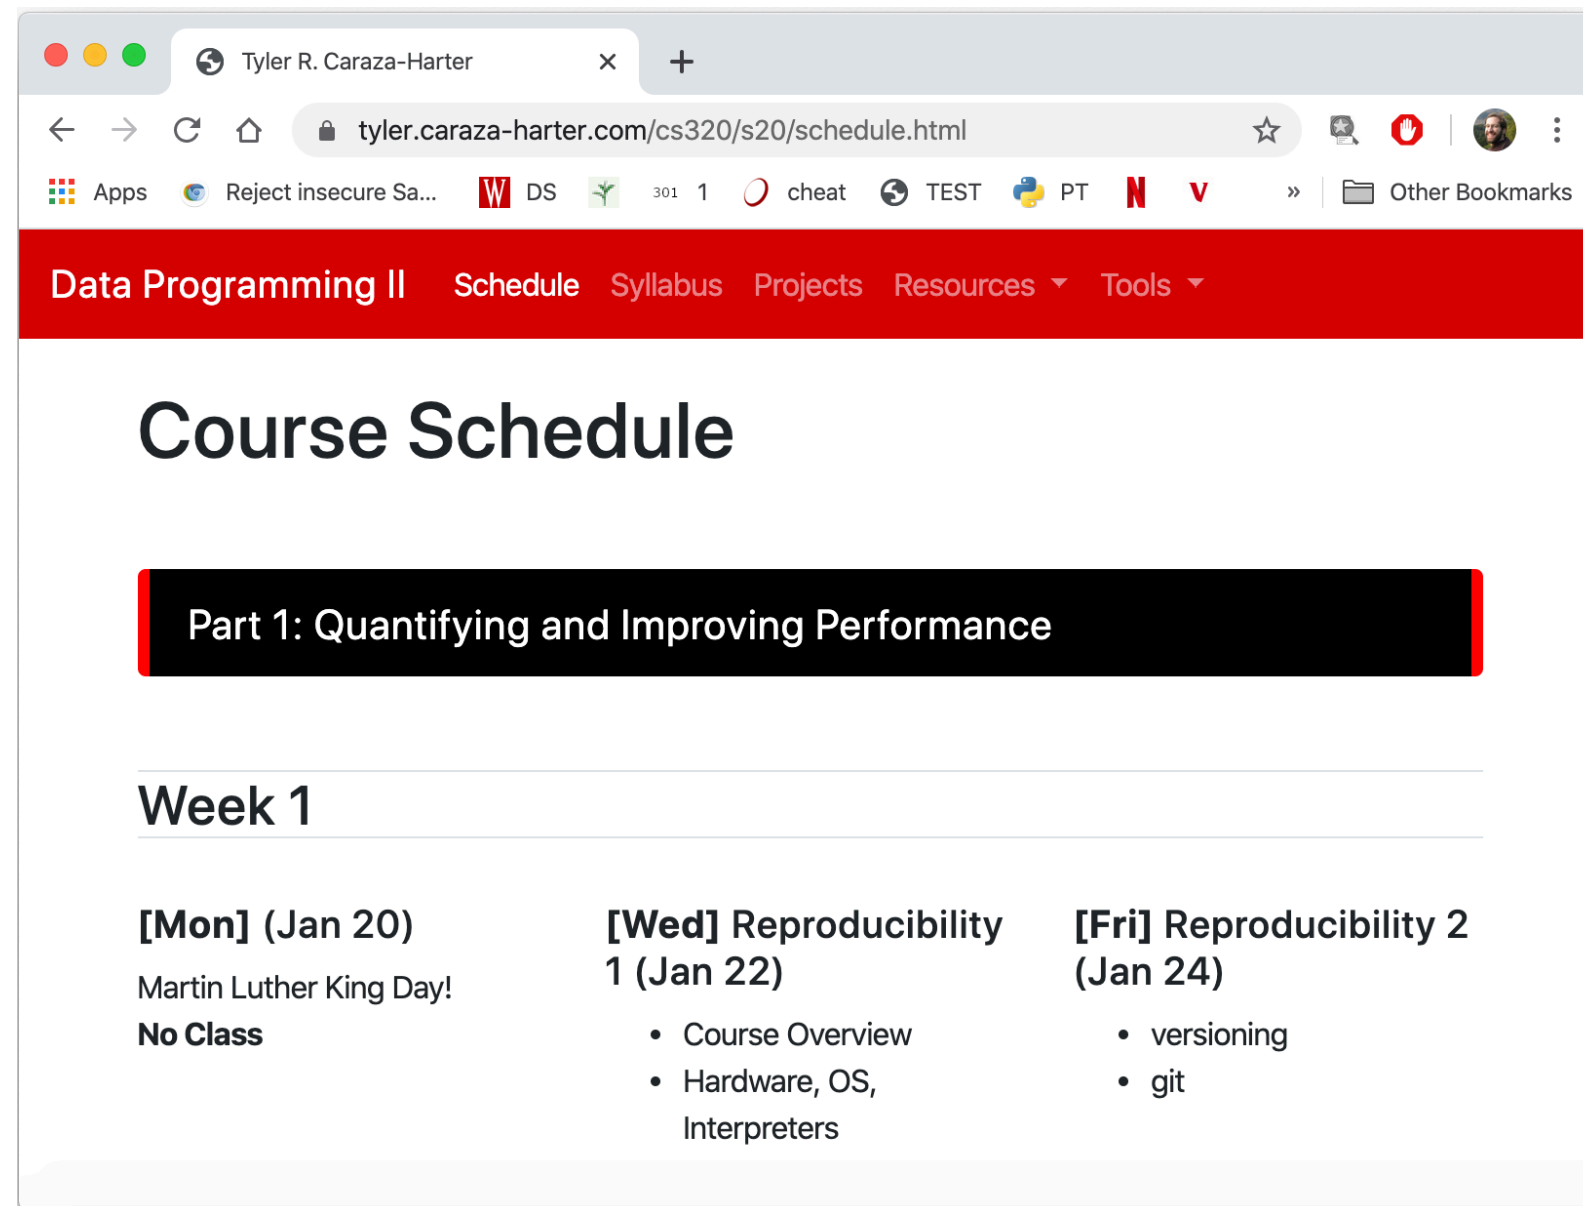 Tyler R. Caraza-Harter
tyler.caraza-harter.com/cs320/s20/schedule.html
Apps Reject insecure Sa... W DS 301 1 cheat TEST PT N V » Other Bookmarks
Data Programming II Schedule Syllabus Projects Resources Tools
Course Schedule
Part 1: Quantifying and Improving Performance
Week 1
[Mon] (Jan 20)
Martin Luther King Day!
No Class
[Wed] Reproducibility
1 (Jan 22)
• Course Overview
• Hardware, OS,
Interpreters
[Fri] Reproducibility 2
(Jan 24)
• versioning
• git